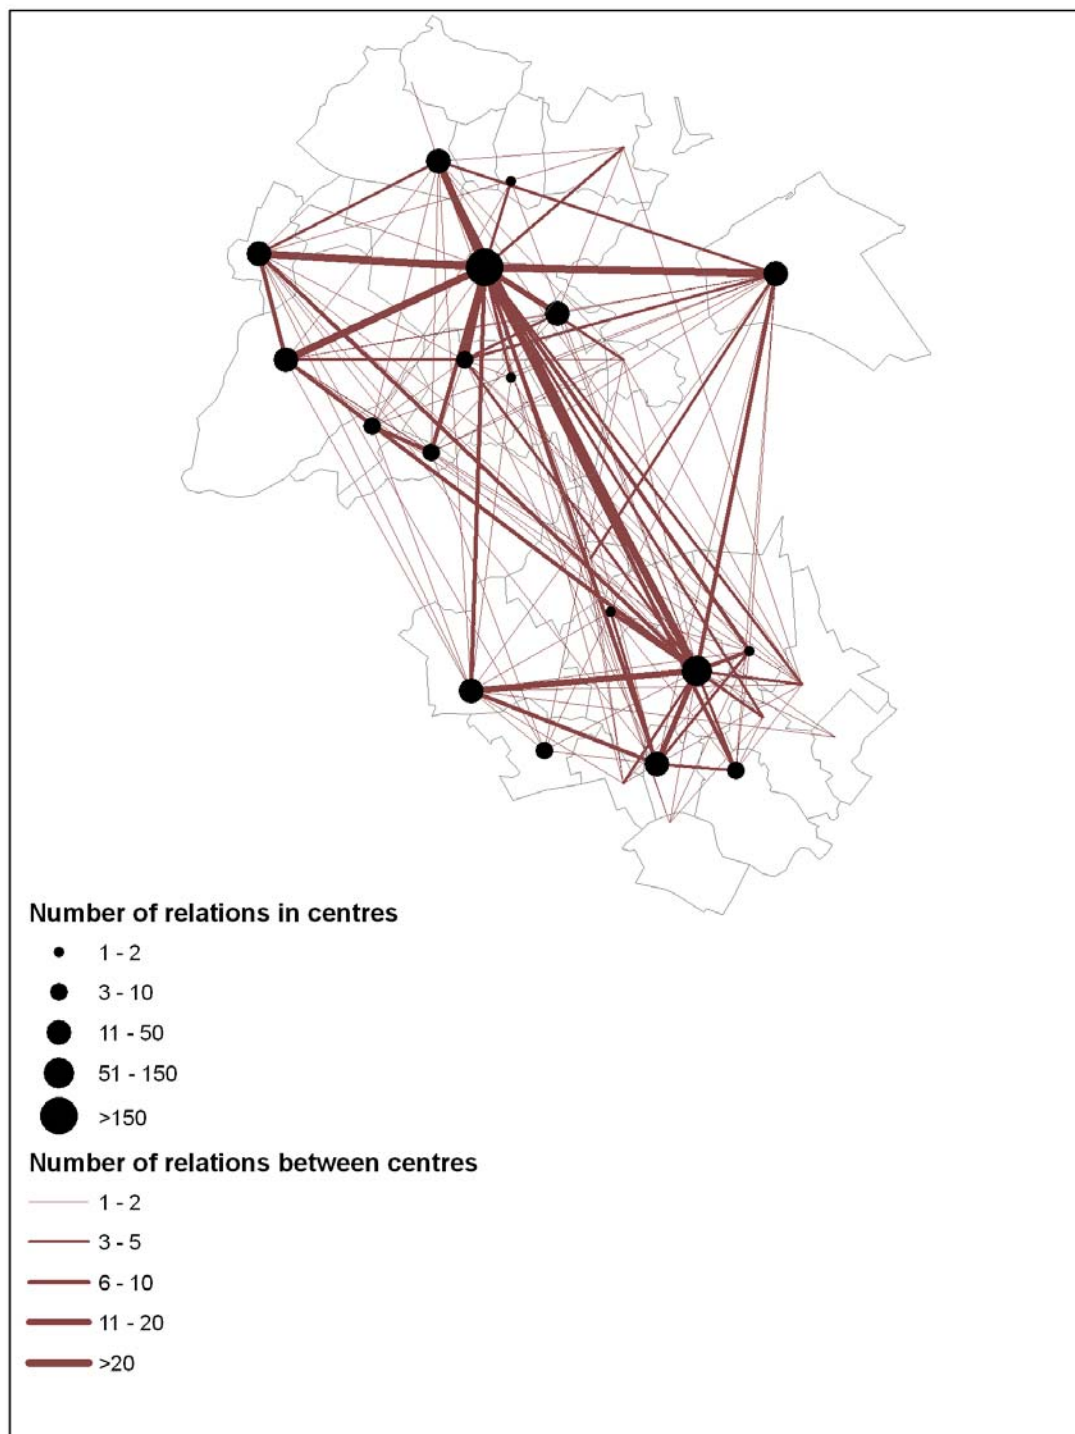 Number of relations in centres
1 - 2
3 - 10
11 - 50
51 - 150
>150
Number of relations between centres
1 - 2
3 - 5
6 - 10
11 - 20
>20